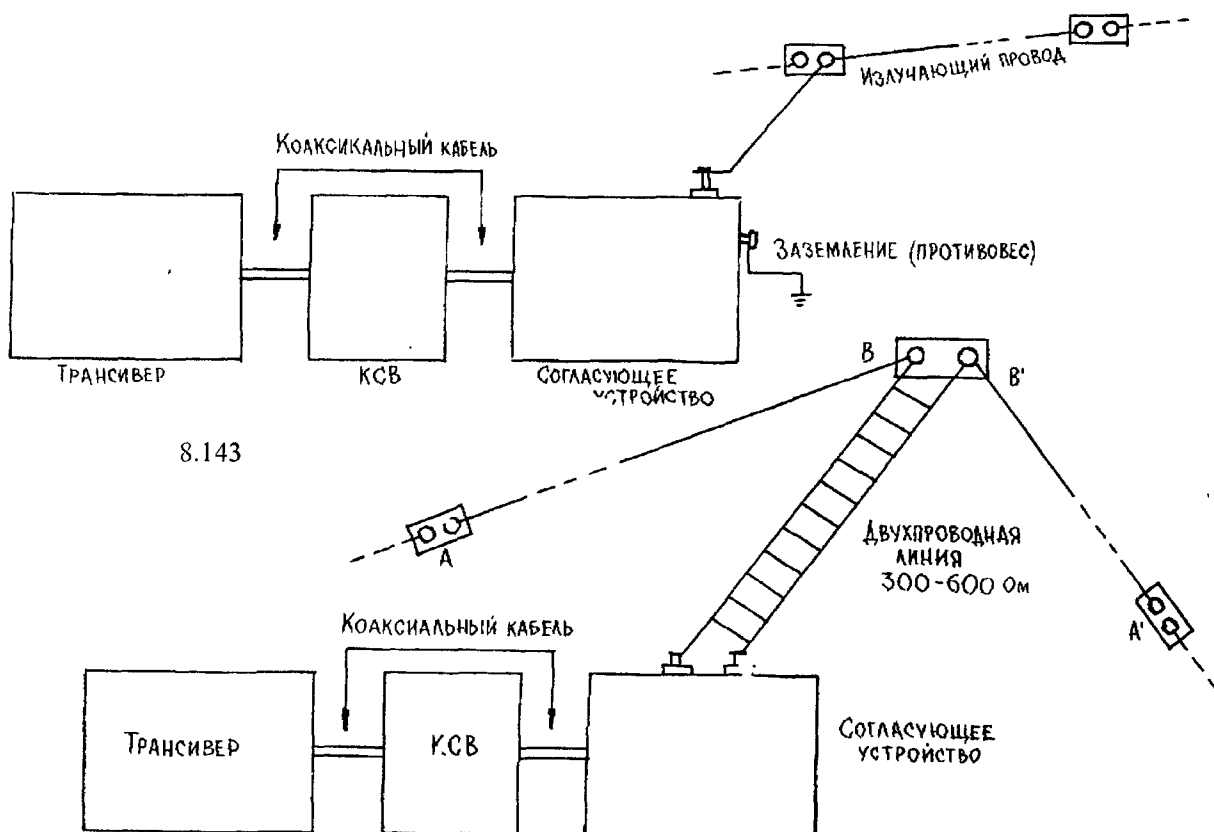 Излучающий провод
Коаксикальный кабель
Заземление (противовес)
Трансивер
КСВ
Согласующее
устройство
8.143
B
B'
A
A'
Двухпроводная
линия
300-600 Ом
Коаксиальный кабель
Трансивер
КСВ
Согласующее
устройство